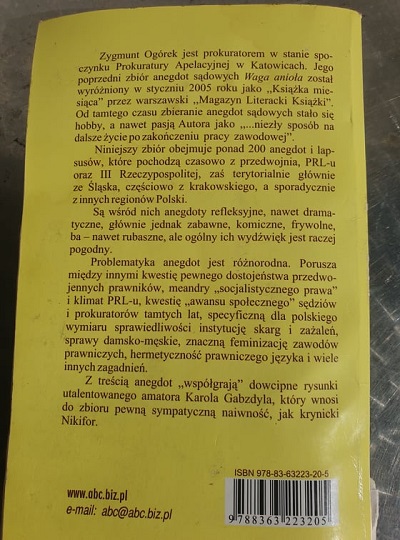 Zygmunt Ogórek jest prokuratorem w stanie spo-
czynku Prokuratury Apelacyjnej w Katowicach. Jego
poprzedni zbiór anegdot sądowych Waga anioła został
wyróżniony w styczniu 2005 roku jako ,,Książka mie-
siąca" przez warszawski ,,Magazyn Literacki Książki".
Od tamtego czasu zbieranie anegdot sądowych stało się
hobby, a nawet pasją Autora jako ,,...niezły sposób na
dalsze życie po zakończeniu pracy zawodowej".
Niniejszy zbiór obejmuje ponad 200 anegdot i lap-
susów, które pochodzą czasowo z przedwojnia, PRL-u
oraz III Rzeczypospolitej, zaś terytorialnie głównie
ze Śląska, częściowo z krakowskiego, a sporadycznie
z innych regionów Polski.
Są wśród nich anegdoty refleksyjne, nawet drama-
tyczne, głównie jednak zabawne, komiczne, frywolne,
ba – nawet rubaszne, ale ogólny ich wydźwięk jest raczej
pogodny.
Problematyka anegdot jest różnorodna. Porusza
między innymi kwestię pewnego dostojeństwa przedwo-
jennych prawników, meandry ,,socjalistycznego prawa"
i klimat PRL-u, kwestię ,,awansu społecznego" sędziów
i prokuratorów tamtych lat, specyficzną dla polskiego
wymiaru sprawiedliwości instytucję skarg i zażaleń,
sprawy damsko-męskie, znaczną feminizację zawodów
prawniczych, hermetyczność prawniczego języka i wiele
innych zagadnień.
Z treścią anegdot ,,współgrają" dowcipne rysunki
utalentowanego amatora Karola Gabzdyla, który wnosi
do zbioru pewną sympatyczną naiwność, jak krynicki
Nikifor.
ISBN 978-83-63223-20-5
www.abc.biz.pl
e-mail: abc@abc.biz.pl
9 788363 223205